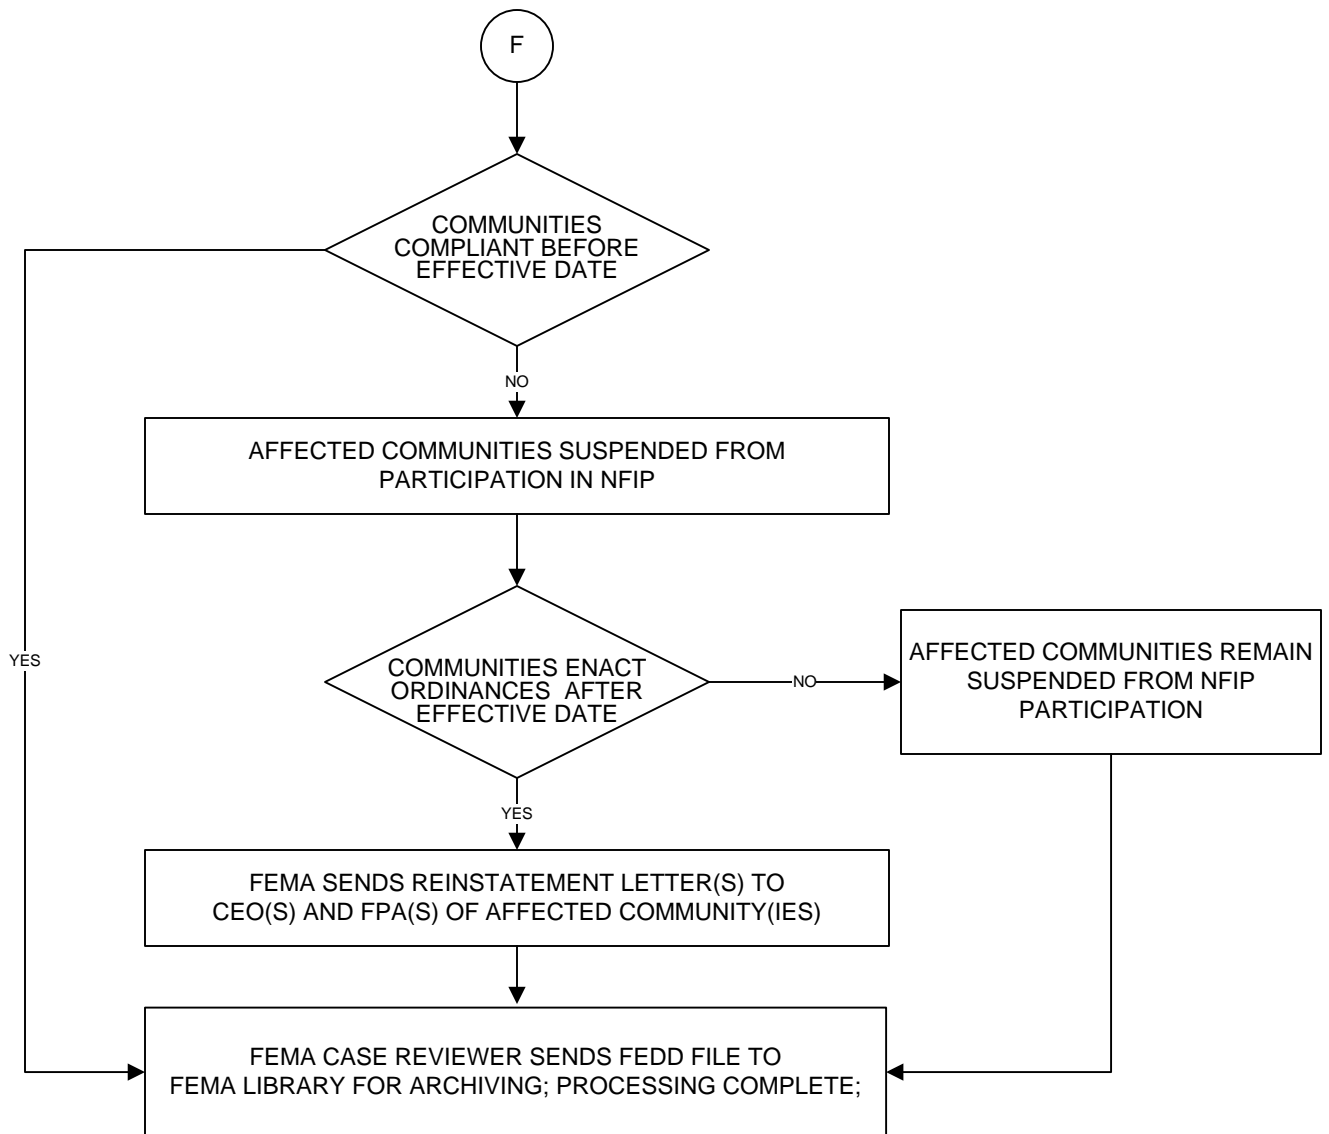 F
COMMUNITIES
COMPLIANT BEFORE
EFFECTIVE DATE
NO
AFFECTED COMMUNITIES SUSPENDED FROM
PARTICIPATION IN NFIP
YES
COMMUNITIES ENACT
ORDINANCES  AFTER
EFFECTIVE DATE
NO
AFFECTED COMMUNITIES REMAIN
SUSPENDED FROM NFIP
PARTICIPATION
YES
FEMA SENDS REINSTATEMENT LETTER(S) TO
CEO(S) AND FPA(S) OF AFFECTED COMMUNITY(IES)
FEMA CASE REVIEWER SENDS FEDD FILE TO
FEMA LIBRARY FOR ARCHIVING; PROCESSING COMPLETE;